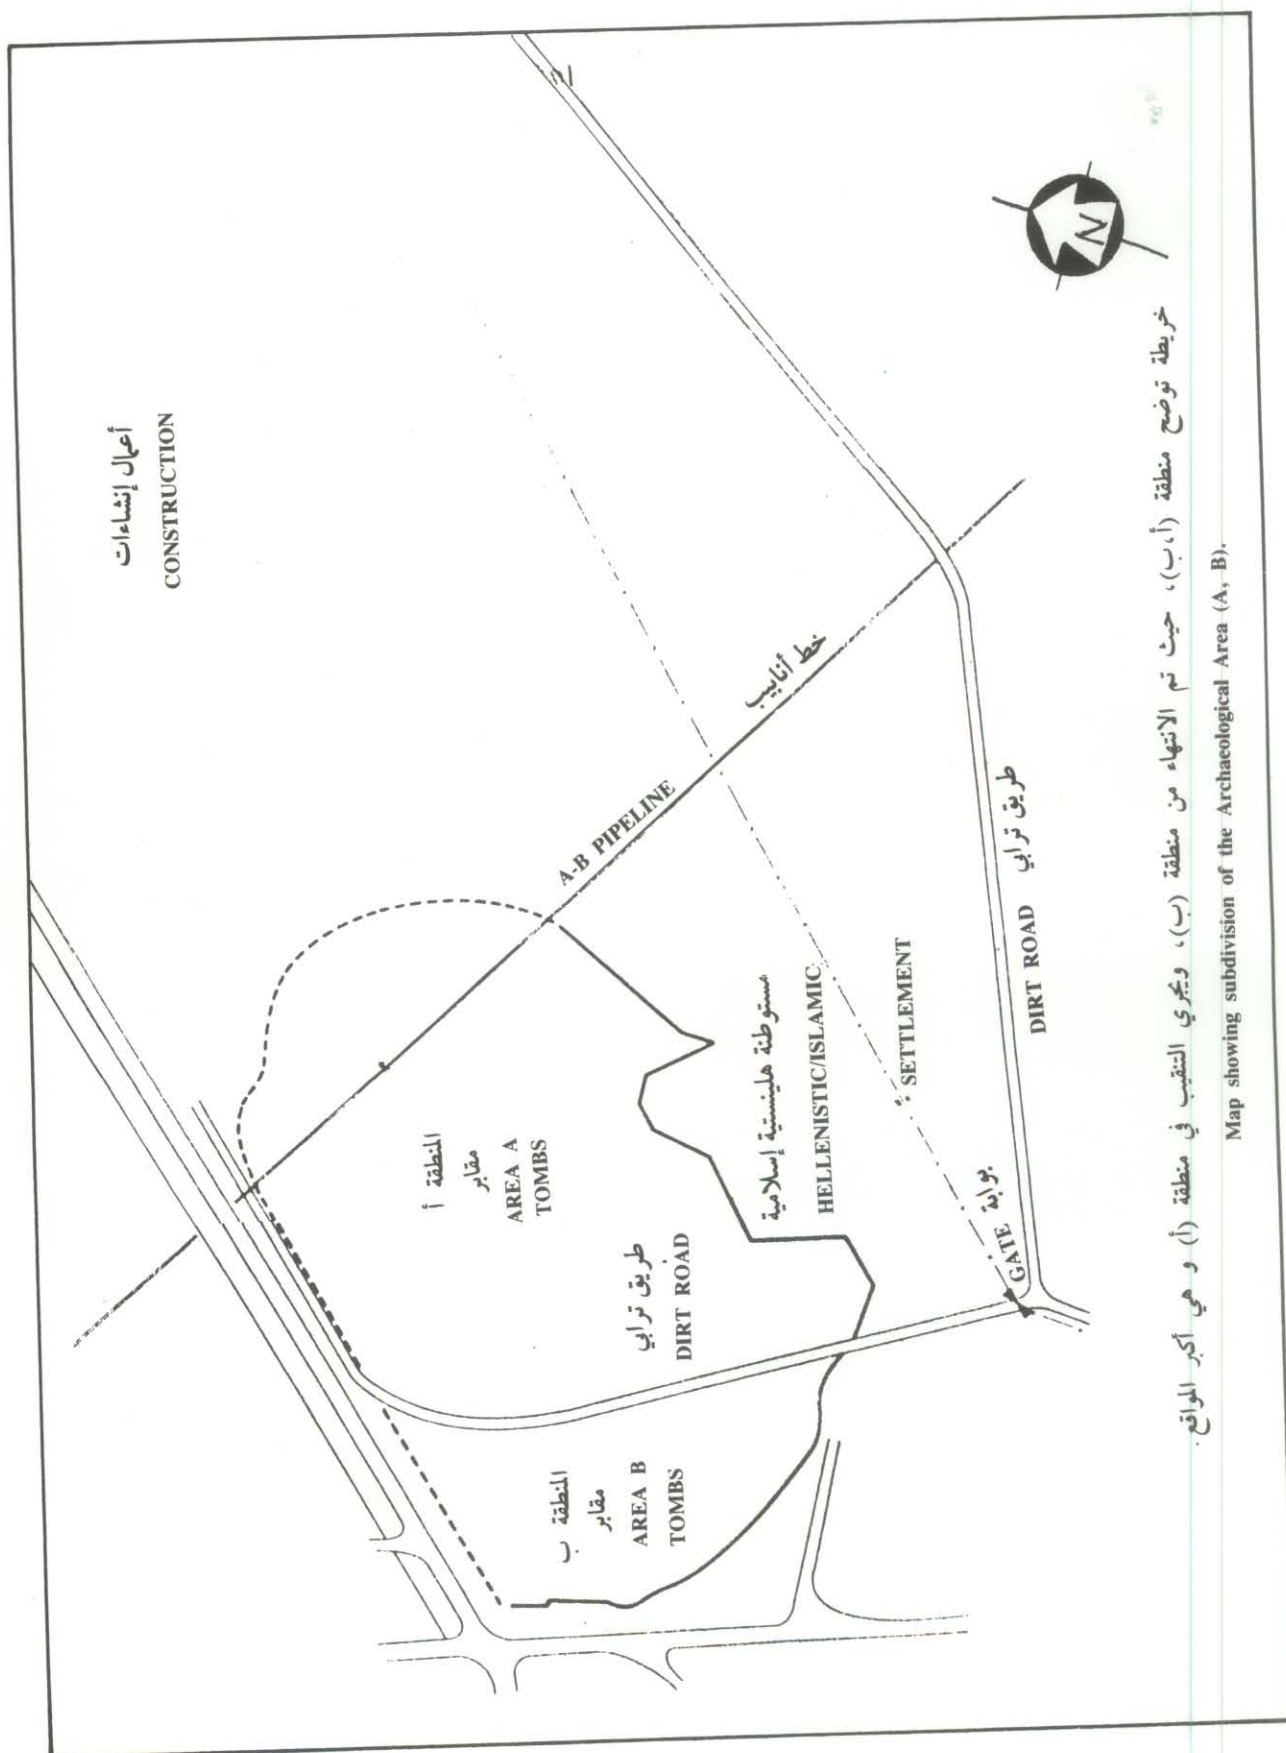 أعمال إنشاءات
CONSTRUCTION
N
خط أنابيب
A-B PIPELINE
المنطقة أ
مقابر
AREA A
TOMBS
طريق ترابي
DIRT ROAD
المنطقة ب
مقابر
AREA B
TOMBS
مستوطنة هلينستية إسلامية
HELLENISTIC/ISLAMIC
SETTLEMENT
GATE بوابة
DIRT ROAD طريق ترابي
خريطة توضح منطقة (أ،ب)، حيث تم الانتهاء من منطقة (ب)، ويجري التنقيب في منطقة (أ) و هي أكبر المواقع.
Map showing subdivision of the Archaeological Area (A, B).